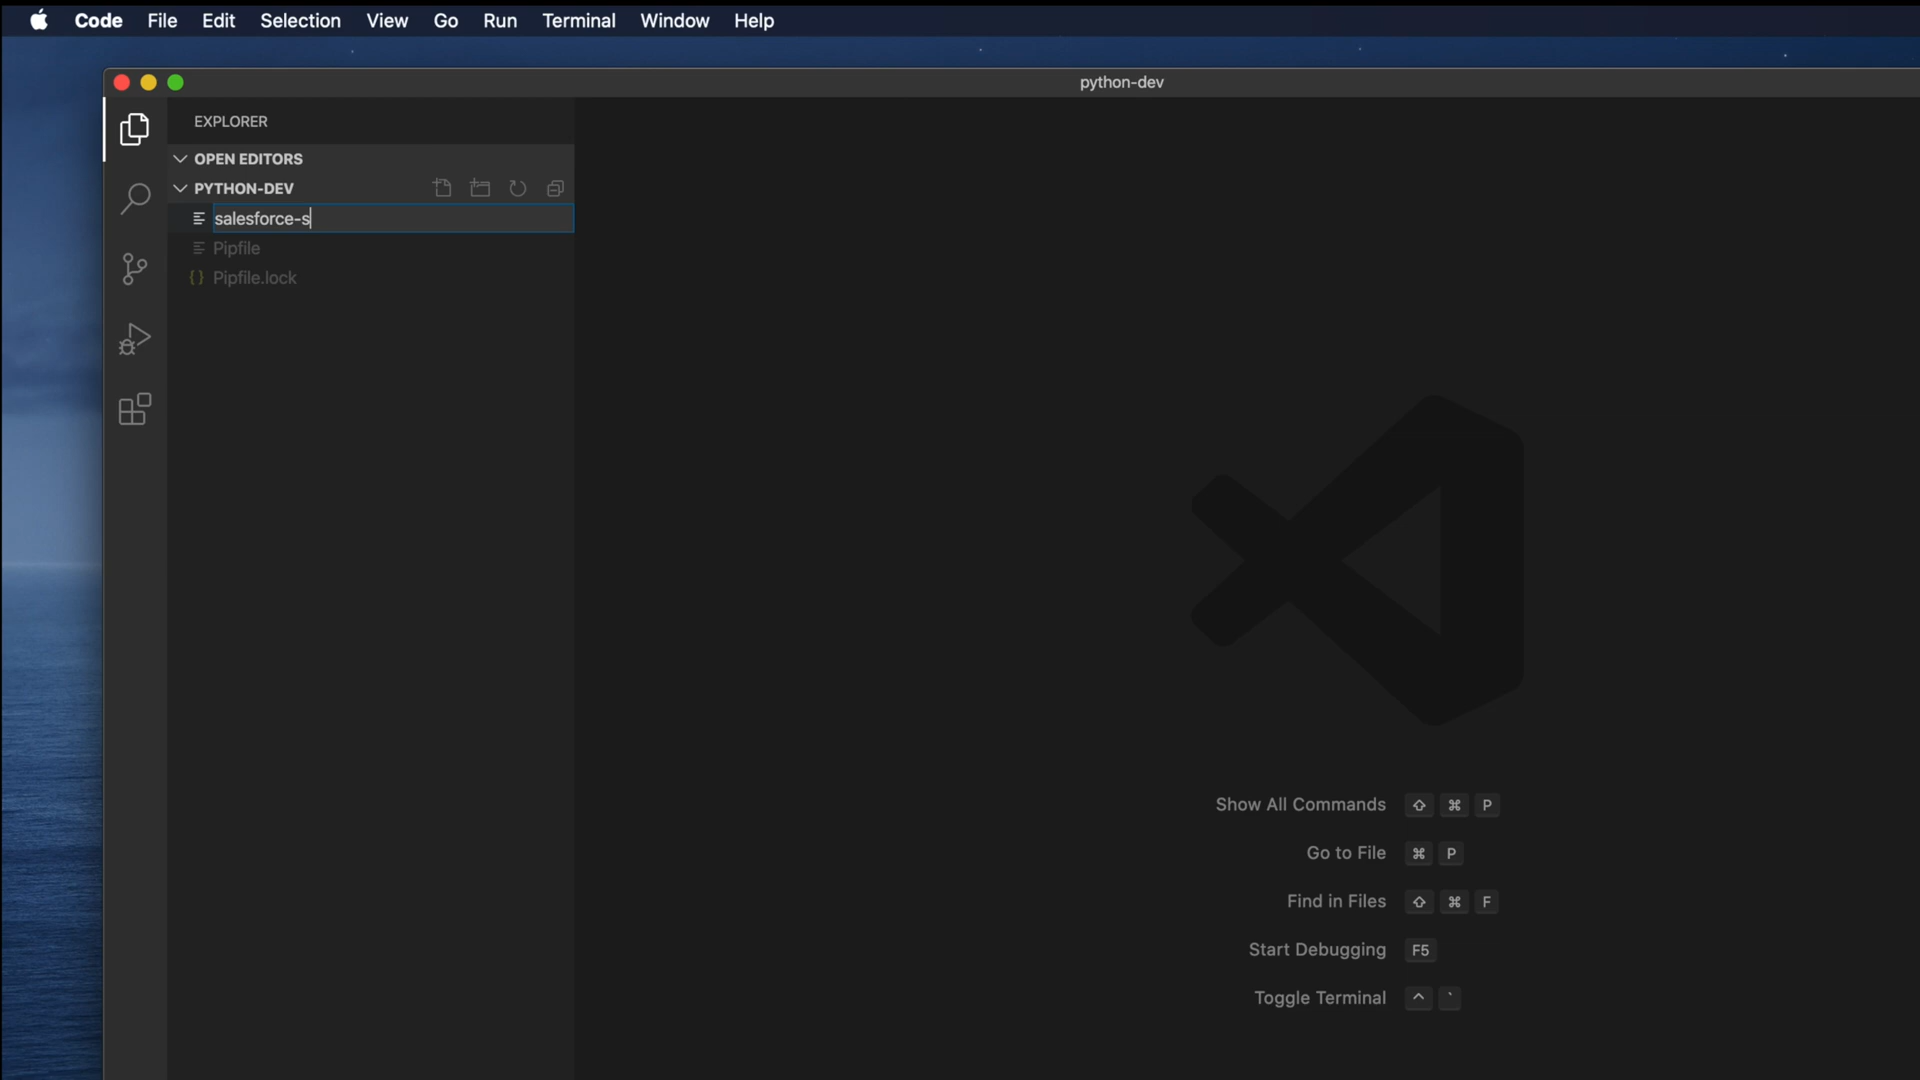 Code File Edit Selection View Go Run Terminal Window Help
python-dev
EXPLORER
OPEN EDITORS
PYTHON-DEV
salesforce-s
Pipfile
{} Pipfile.lock
Show All Commands ⇧ ⌘ P
Go to File ⌘ P
Find in Files ⇧ ⌘ F
Start Debugging F5
Toggle Terminal ^ `